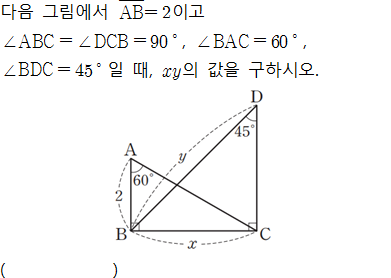 다음 그림에서 AB=2이고
∠ABC=∠DCB=90°, ∠BAC=60°,
∠BDC=45°일 때, xy의 값을 구하시오.
D
45°
A
y
60°
2
B
x
C
( )